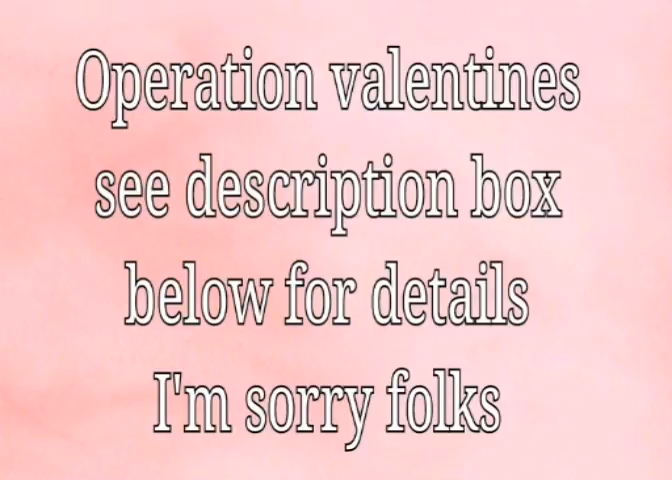 Operation valentines
see description box
below for details
I'm sorry folks